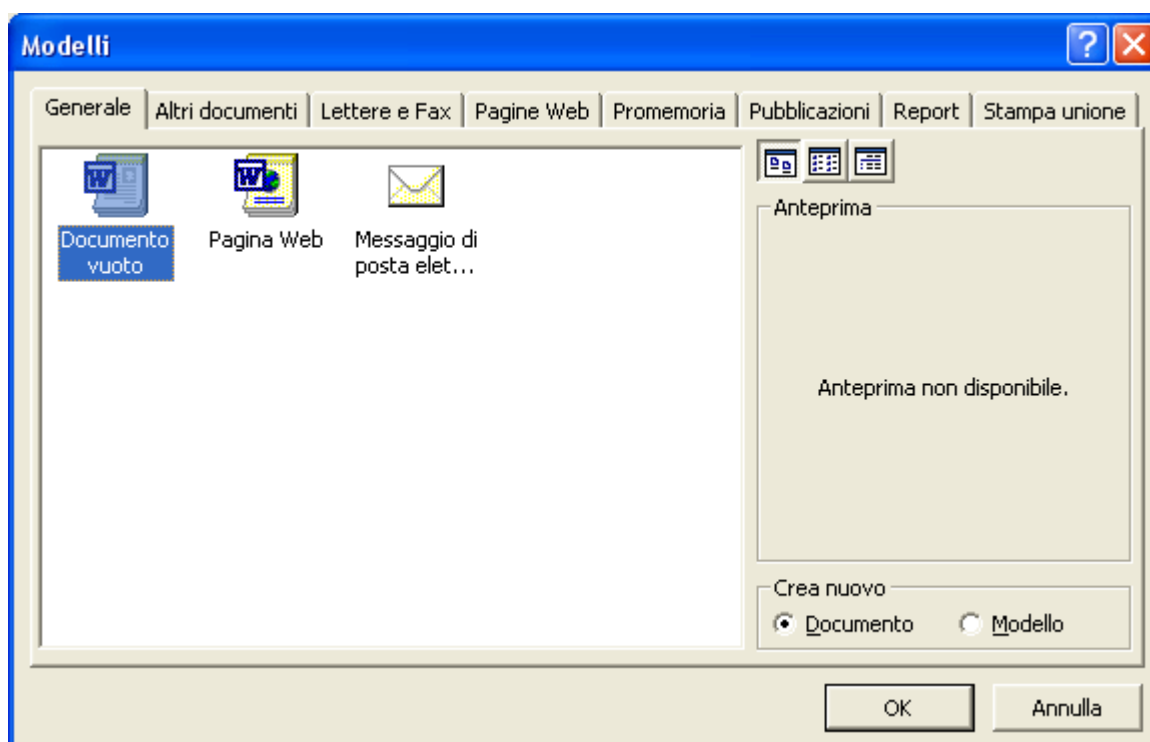 Modelli
Generale
Altri documenti
Lettere e Fax
Pagine Web
Promemoria
Pubblicazioni
Report
Stampa unione
Documento
vuoto
Pagina Web
Messaggio di
posta elet...
Anteprima
Anteprima non disponibile.
Crea nuovo
Documento
Modello
OK
Annulla